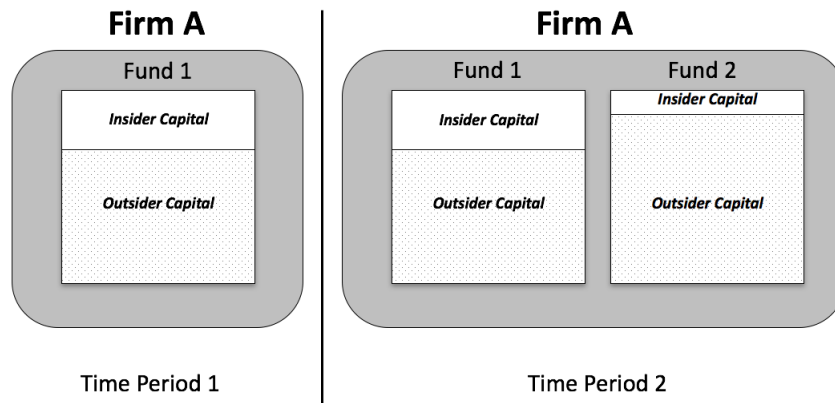 Firm A
Fund 1
Insider Capital
Outsider Capital
Time Period 1
Firm A
Fund 1
Fund 2
Insider Capital
Insider Capital
Outsider Capital
Outsider Capital
Time Period 2